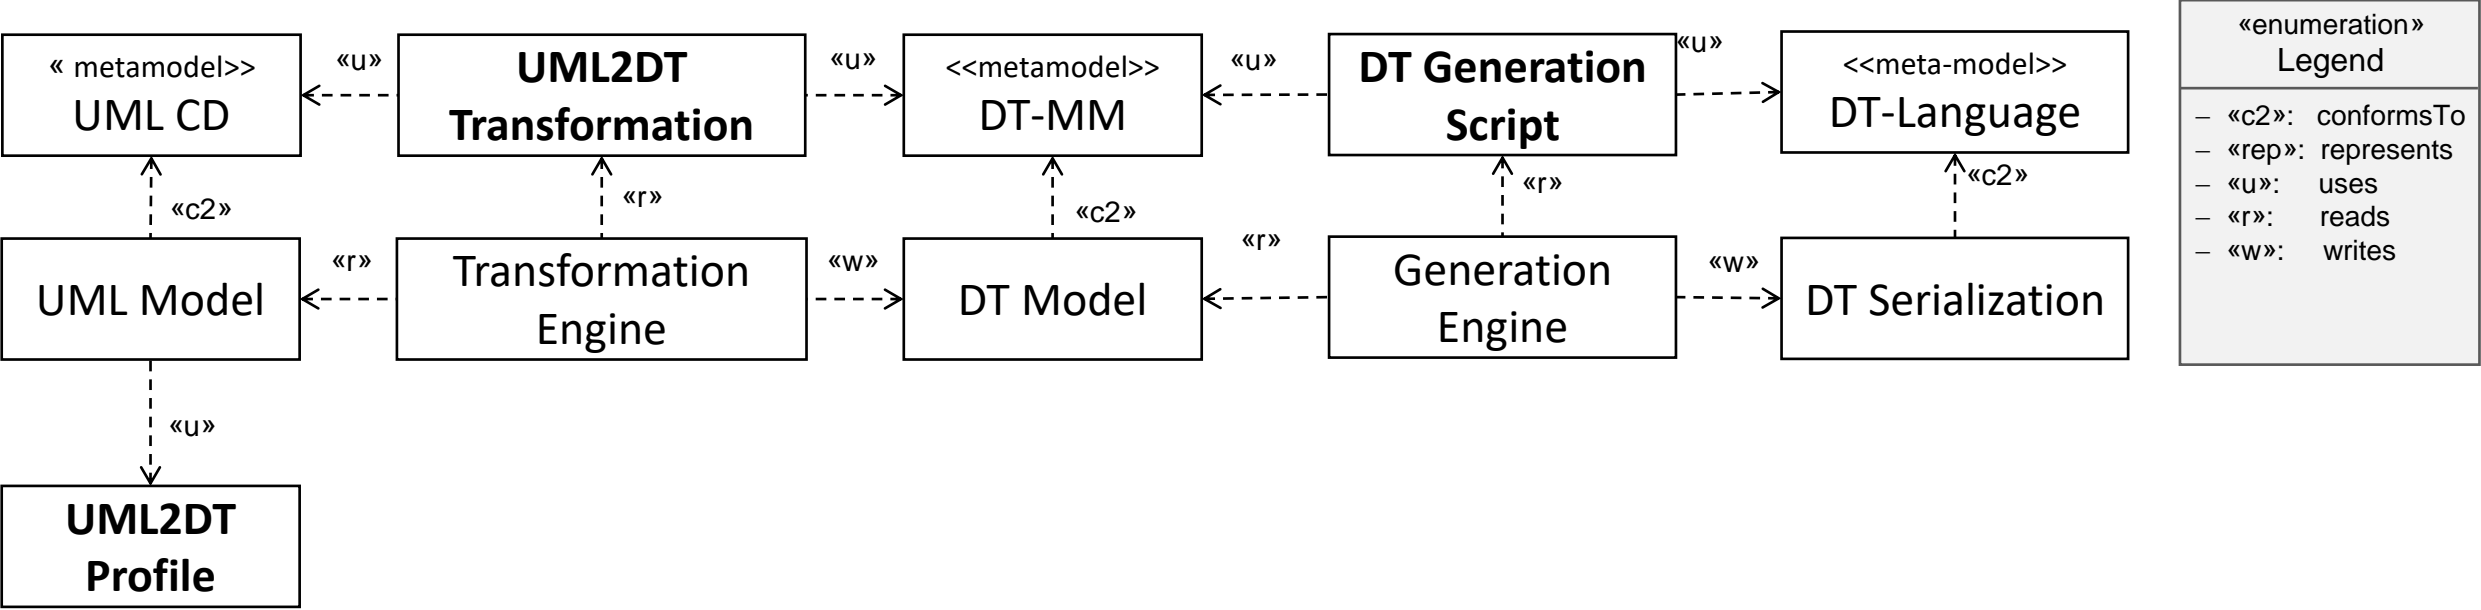 « metamodel>>
UML CD
«u»
UML2DT
Transformation
«u»
<<metamodel>>
DT-MM
«u»
DT Generation
Script
«u»
<<meta-model>>
DT-Language
«c2»
«r»
«c2»
«r»
«c2»
UML Model
«r»
Transformation
Engine
«w»
DT Model
«r»
Generation
Engine
«w»
DT Serialization
«u»
UML2DT
Profile
«enumeration»
Legend
– «c2»: conformsTo
– «rep»: represents
– «u»: uses
– «r»: reads
– «w»: writes